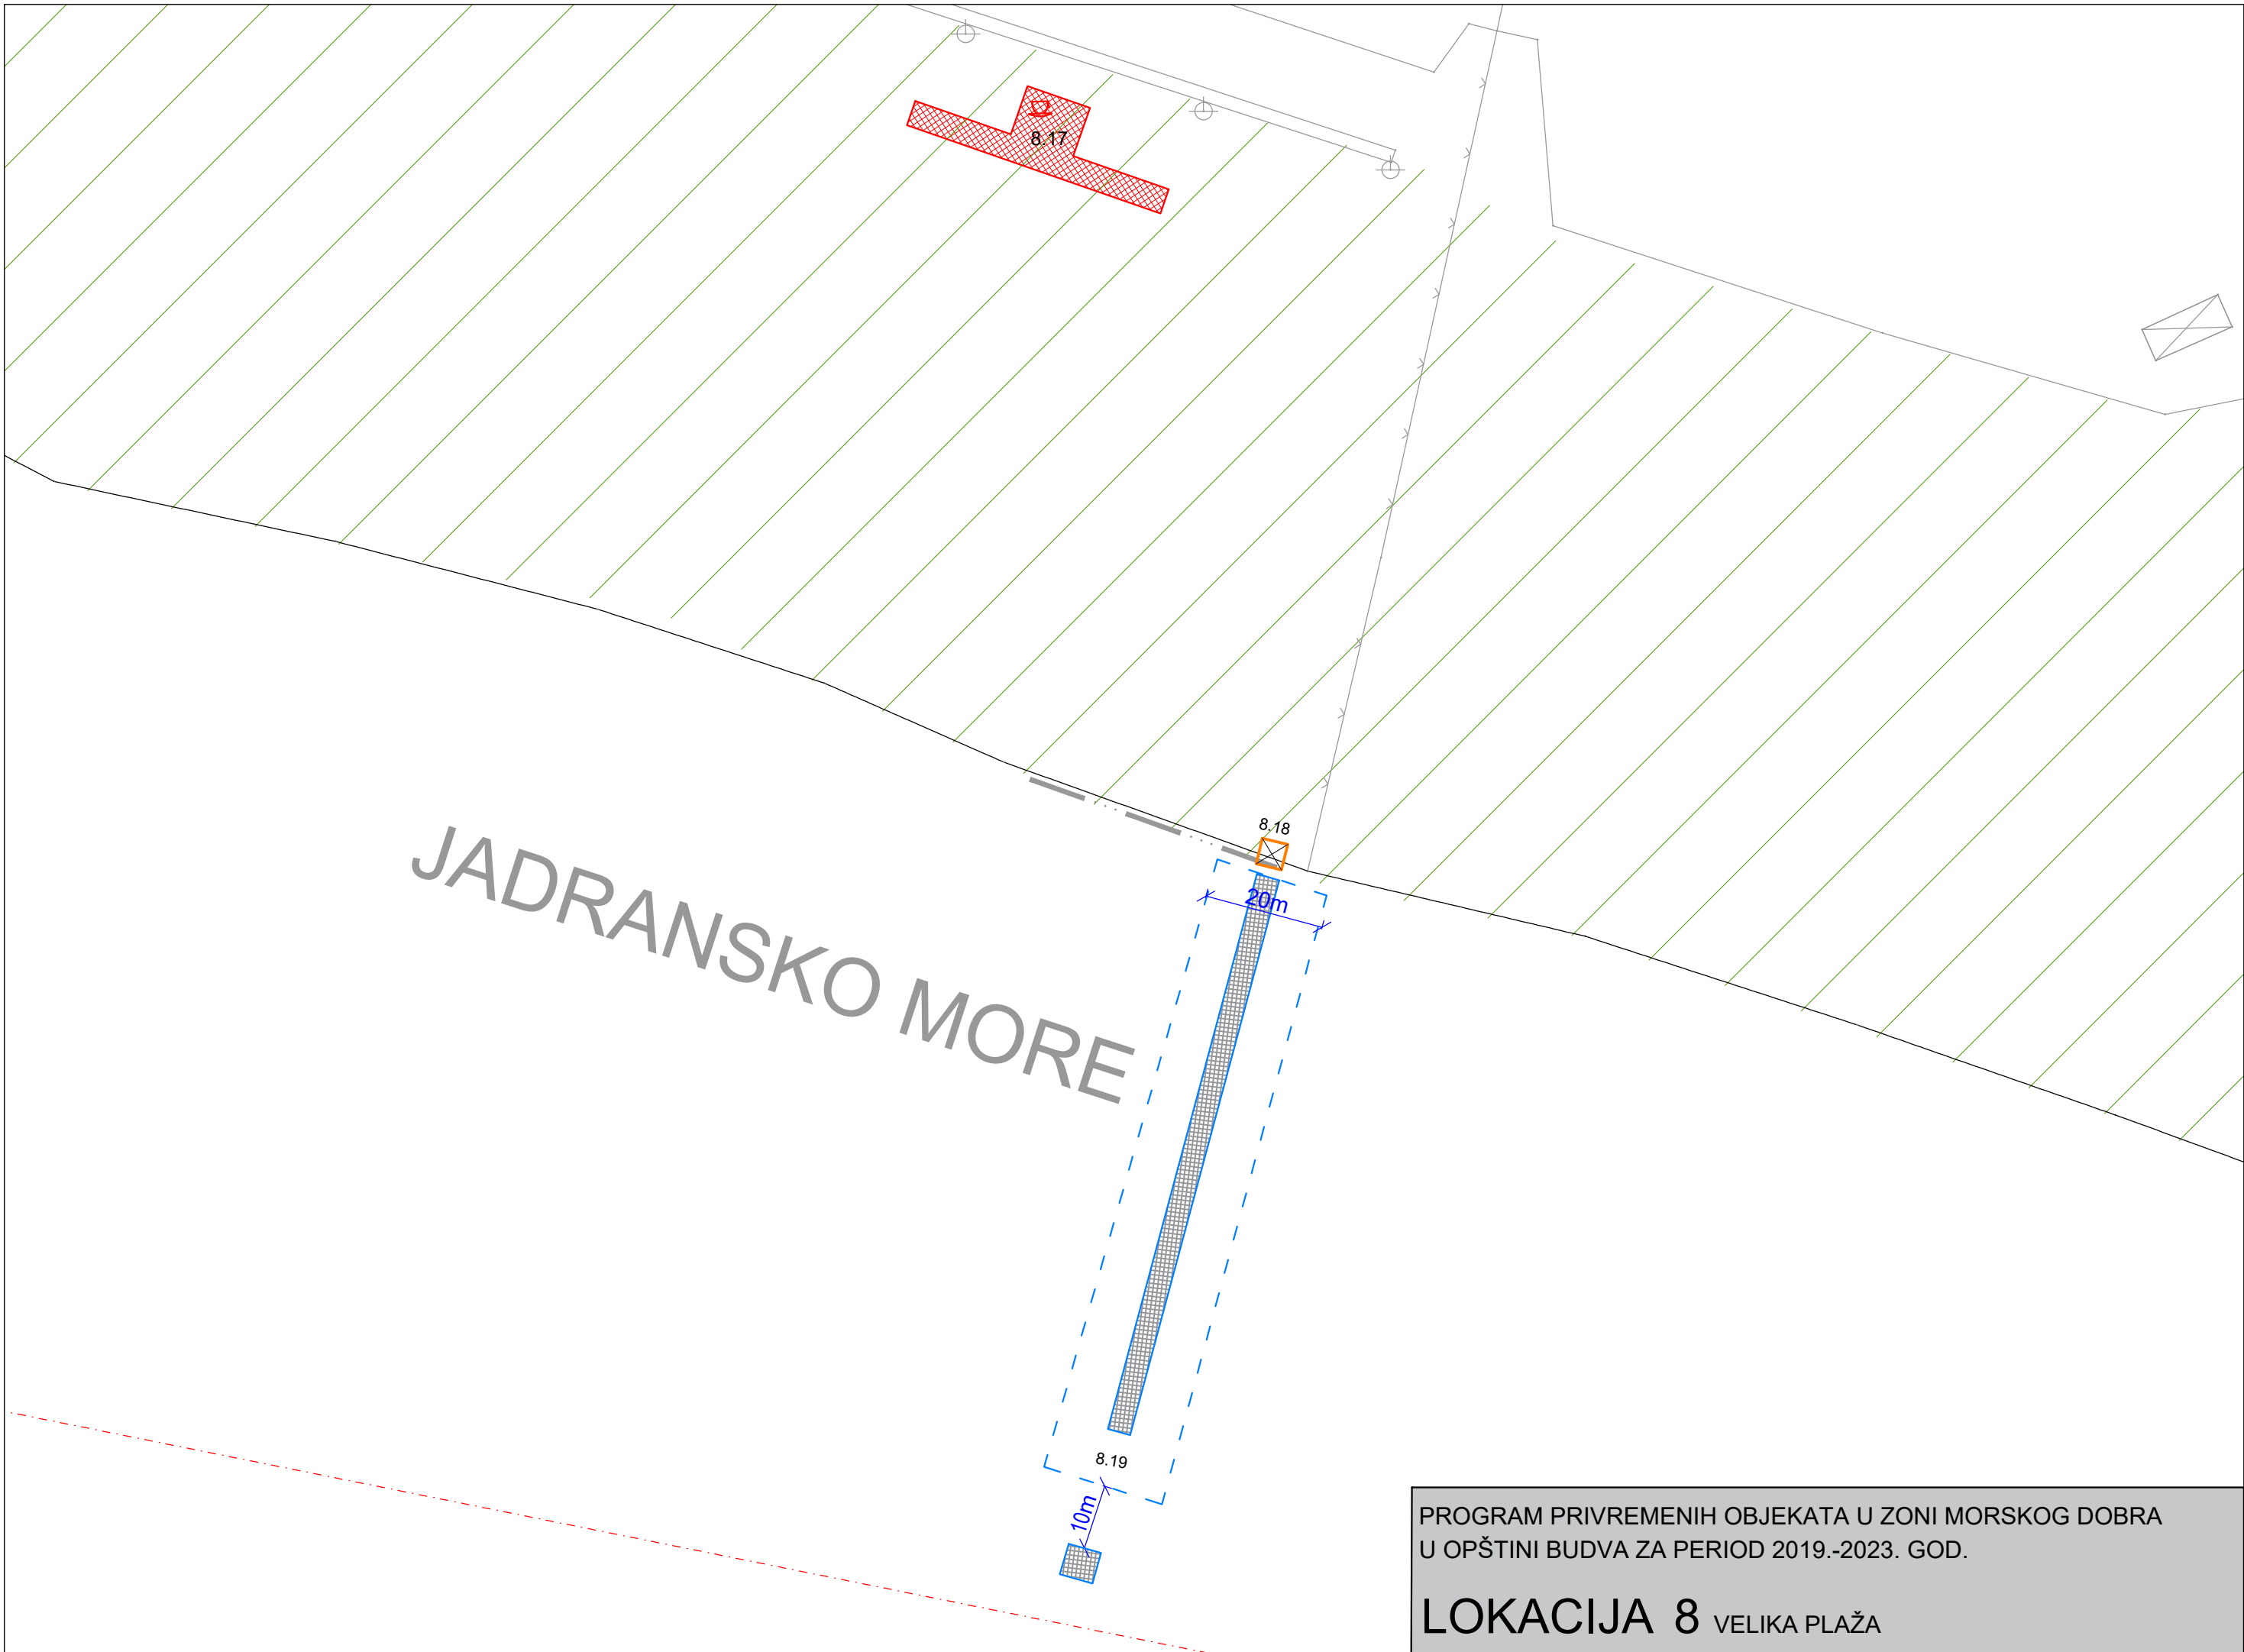 8.17
8.18
20m
JADRANSKO MORE
8.19
10m
PROGRAM PRIVREMENIH OBJEKATA U ZONI MORSKOG DOBRA
U OPŠTINI BUDVA ZA PERIOD 2019.-2023. GOD.
LOKACIJA 8 VELIKA PLAŽA